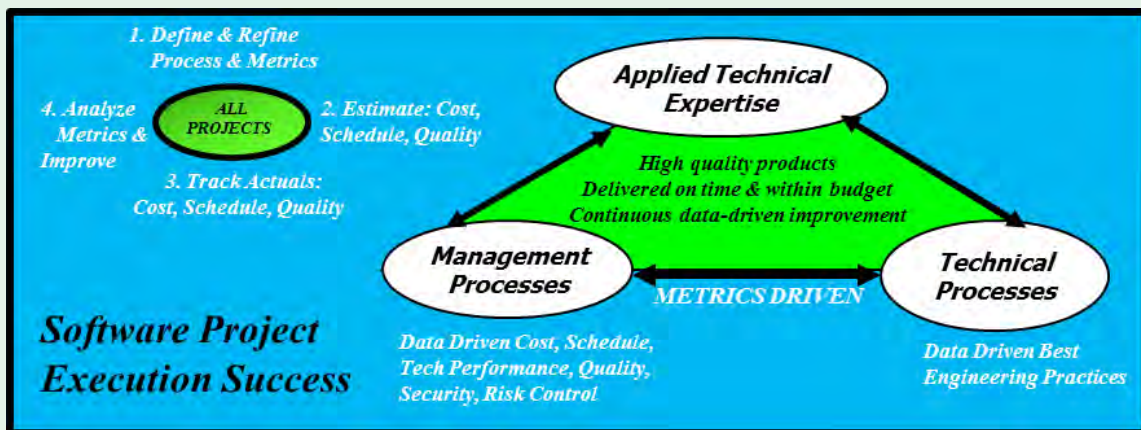 1. Define & Refine
Process & Metrics
ALL
PROJECTS
2. Estimate: Cost,
Schedule, Quality
3. Track Actuals:
Cost, Schedule, Quality
4. Analyze
Metrics &
Improve
Applied Technical
Expertise
High quality products
Delivered on time & within budget
Continuous data-driven improvement
Management
Processes
METRICS DRIVEN
Technical
Processes
Software Project
Execution Success
Data Driven Cost, Schedule,
Tech Performance, Quality,
Security, Risk Control
Data Driven Best
Engineering Practices